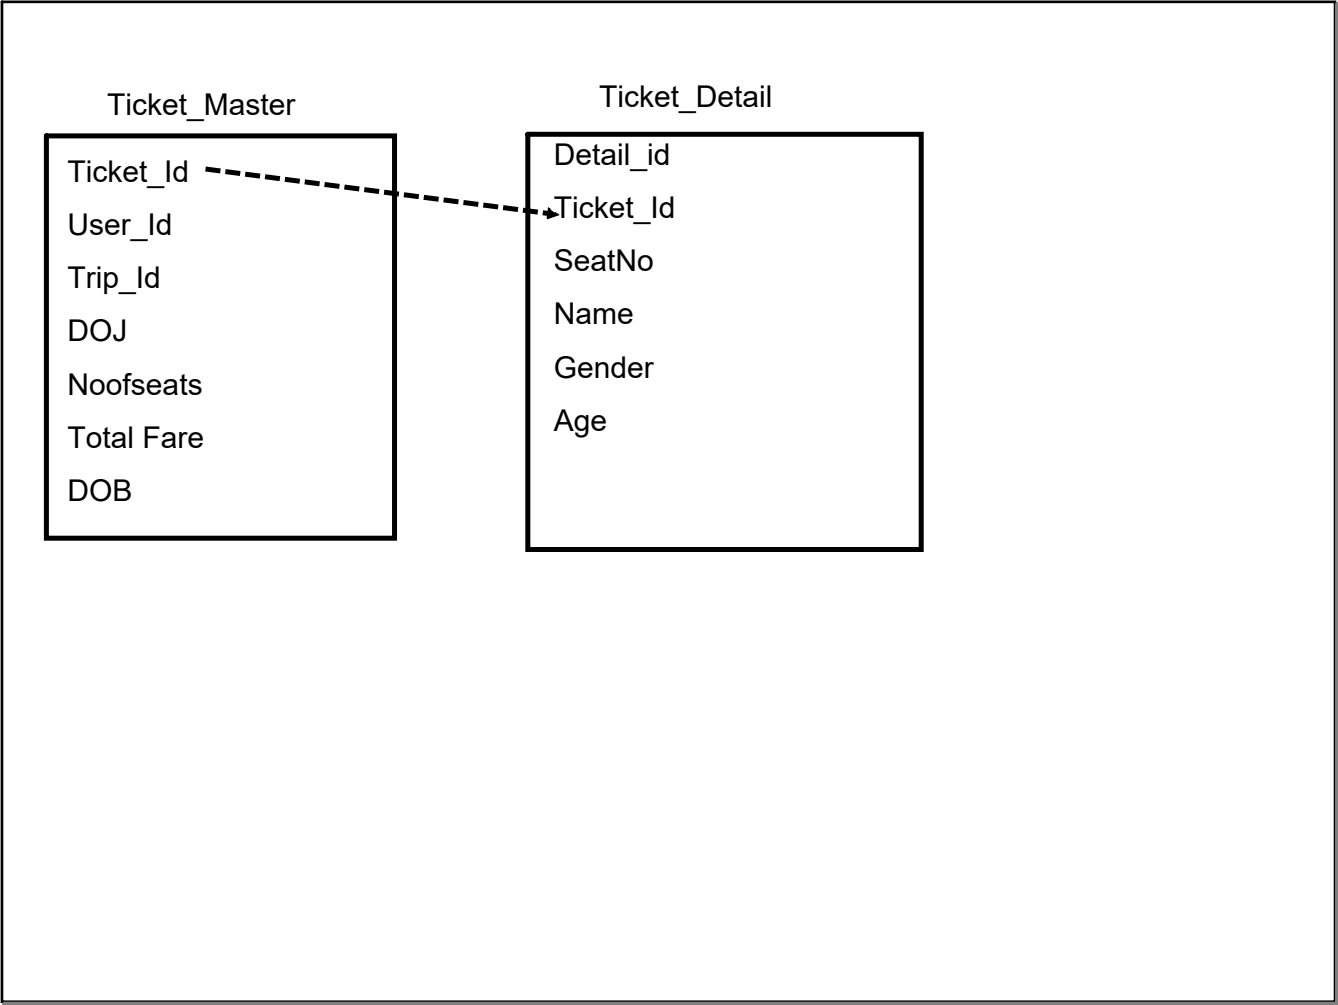 Ticket_Master
Ticket_Id
User_Id
Trip_Id
DOJ
Noofseats
Total Fare
DOB
Ticket_Detail
Detail_id
Ticket_Id
SeatNo
Name
Gender
Age